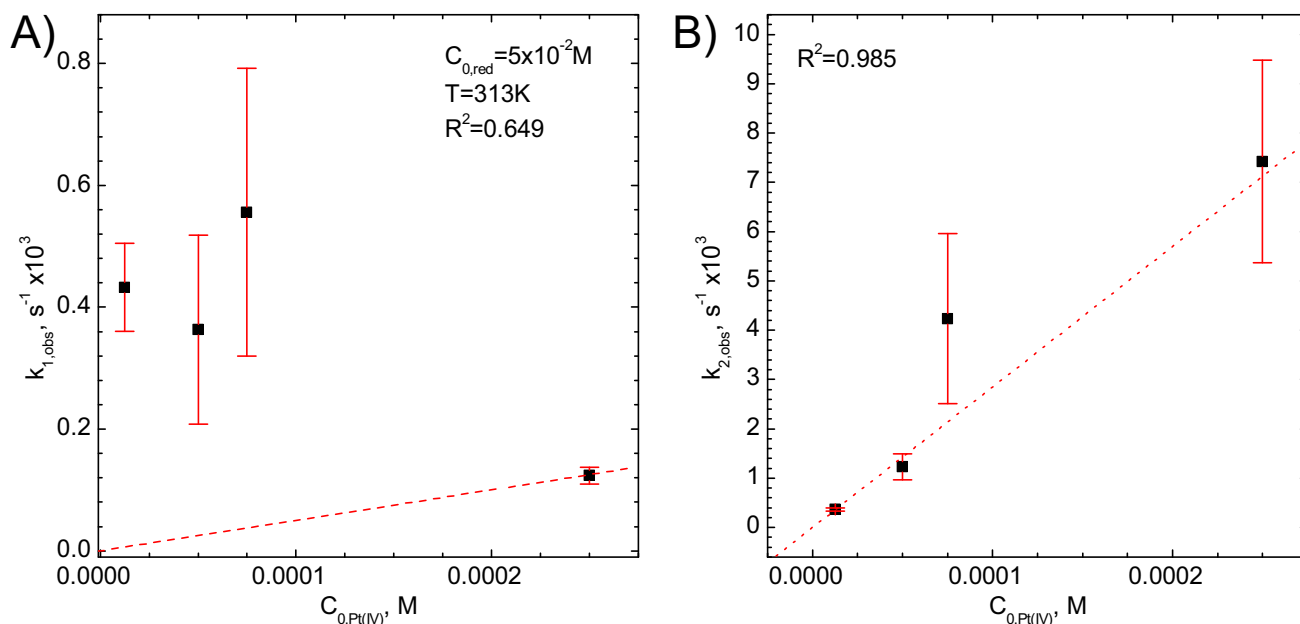 A)
C₀,red=5x10⁻²M
T=313K
R²=0.649
0.8
0.6
0.4
0.2
0.0
k₁,obs, s⁻¹ x10³
0.0000
0.0001
0.0002
C₀,Pt(IV), M
B)
R²=0.985
10
9
8
7
6
5
4
3
2
1
0
k₂,obs, s⁻¹ x10³
0.0000
0.0001
0.0002
C₀,Pt(IV), M